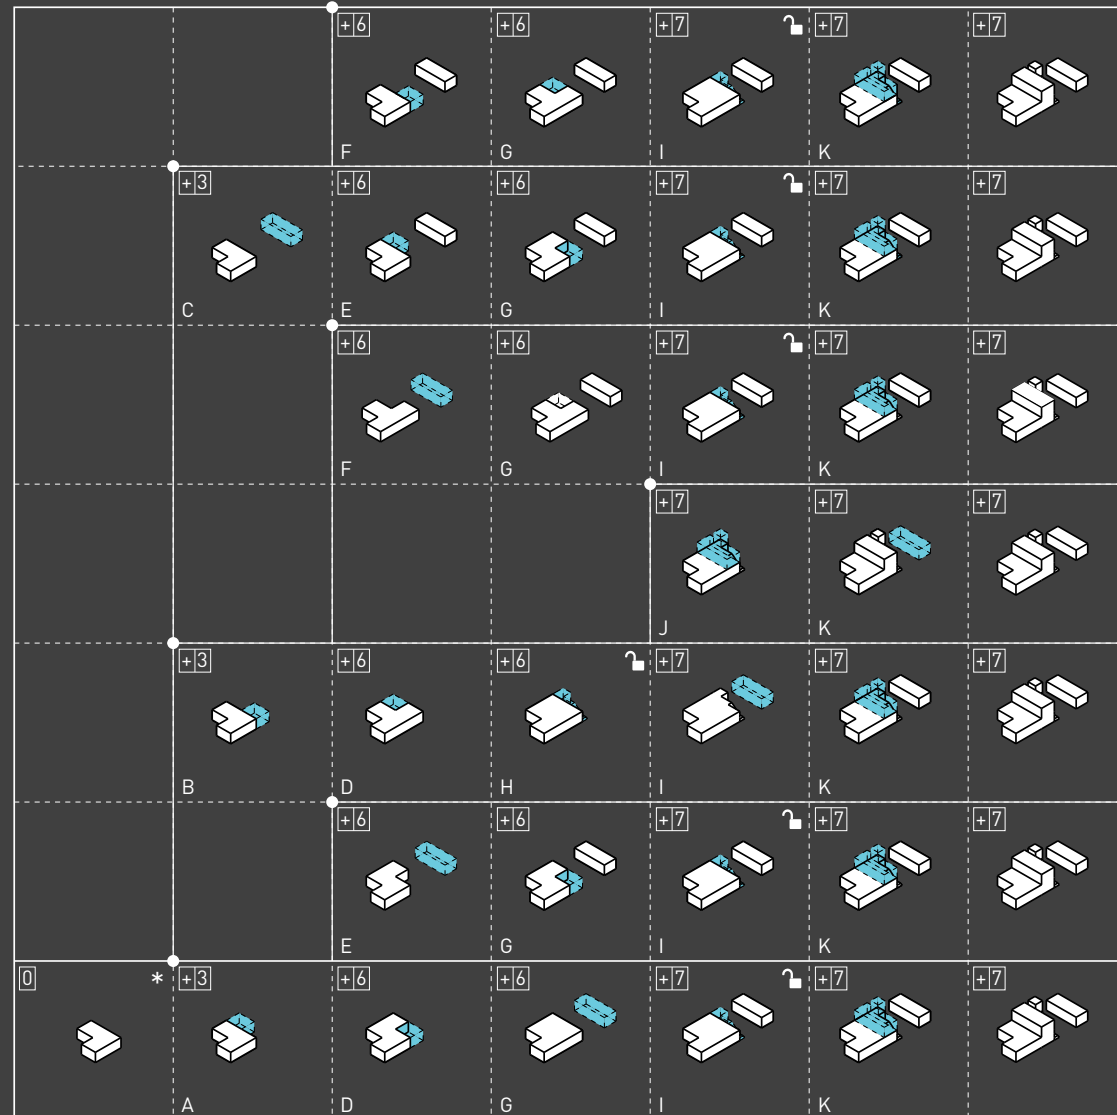 +6 +6 +7 +7 +7
F G I K
+3 +6 +6 +7 +7 +7
C E G I K
+6 +6 +7 +7 +7
F G I K
+7 +7 +7
J K
+3 +6 +6 +7 +7 +7
B D H I K
+6 +6 +7 +7 +7
E G I K
0 * +3 +6 +6 +7 +7 +7
A D G I K